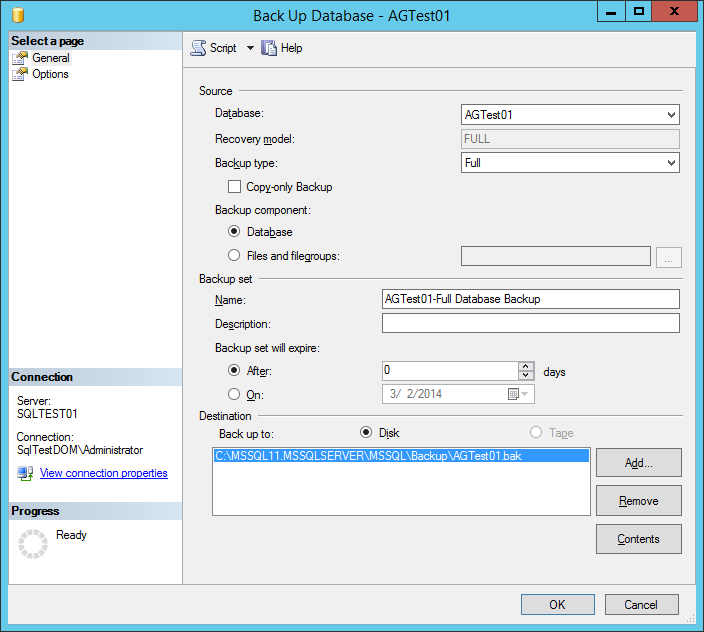 Back Up Database - AGTest01
Select a page
General
Options
Script
Help
Source
Database:
AGTest01
Recovery model:
FULL
Backup type:
Full
Copy-only Backup
Backup component:
Database
Files and filegroups:
...
Backup set
Name:
AGTest01-Full Database Backup
Description:
Backup set will expire:
After:
0
days
On:
3/ 2/2014
Destination
Back up to:
Disk
Tape
C:\MSSQL11.MSSQLSERVER\MSSQL\Backup\AGTest01.bak
Add...
Remove
Contents
Connection
Server:
SQLTEST01
Connection:
SqlTestDOM\Administrator
View connection properties
Progress
Ready
OK
Cancel